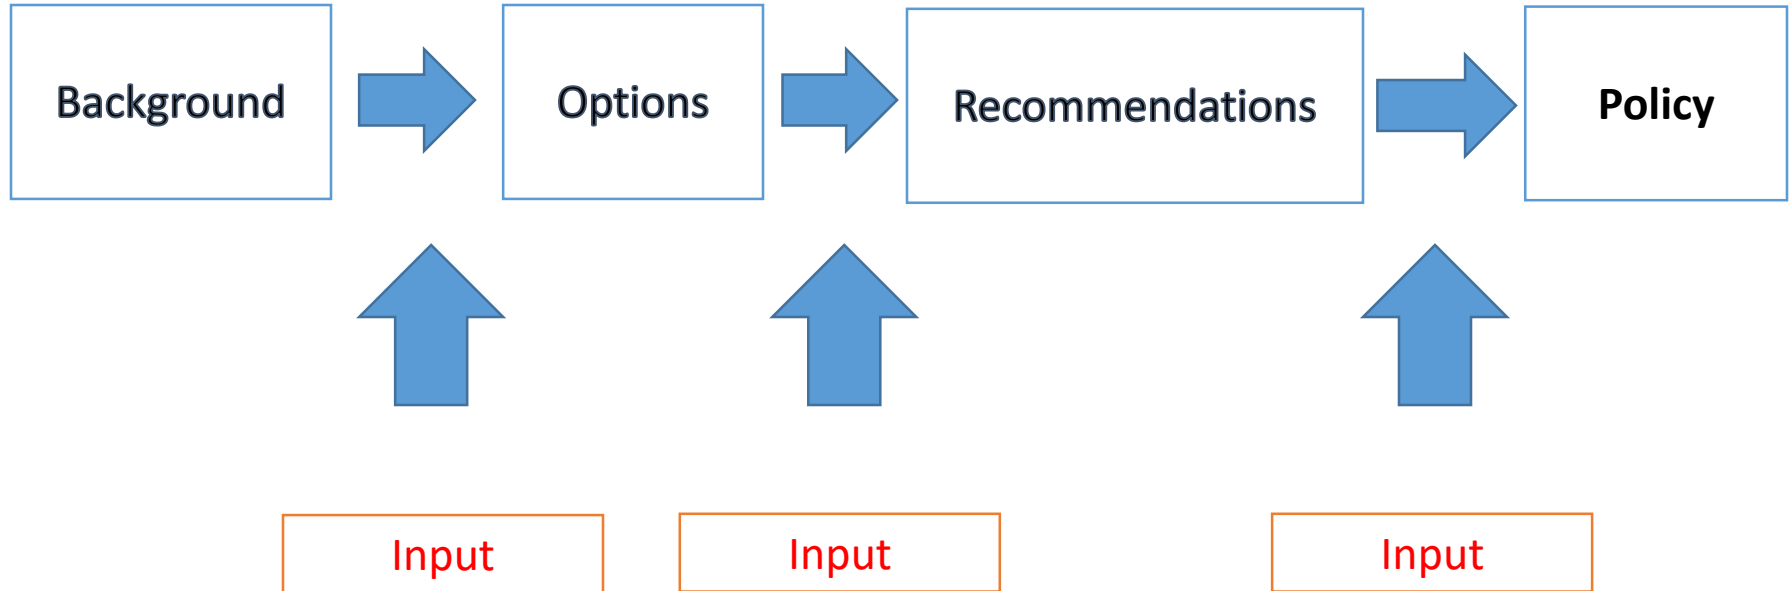 Background
Options
Recommendations
Policy
Input
Input
Input